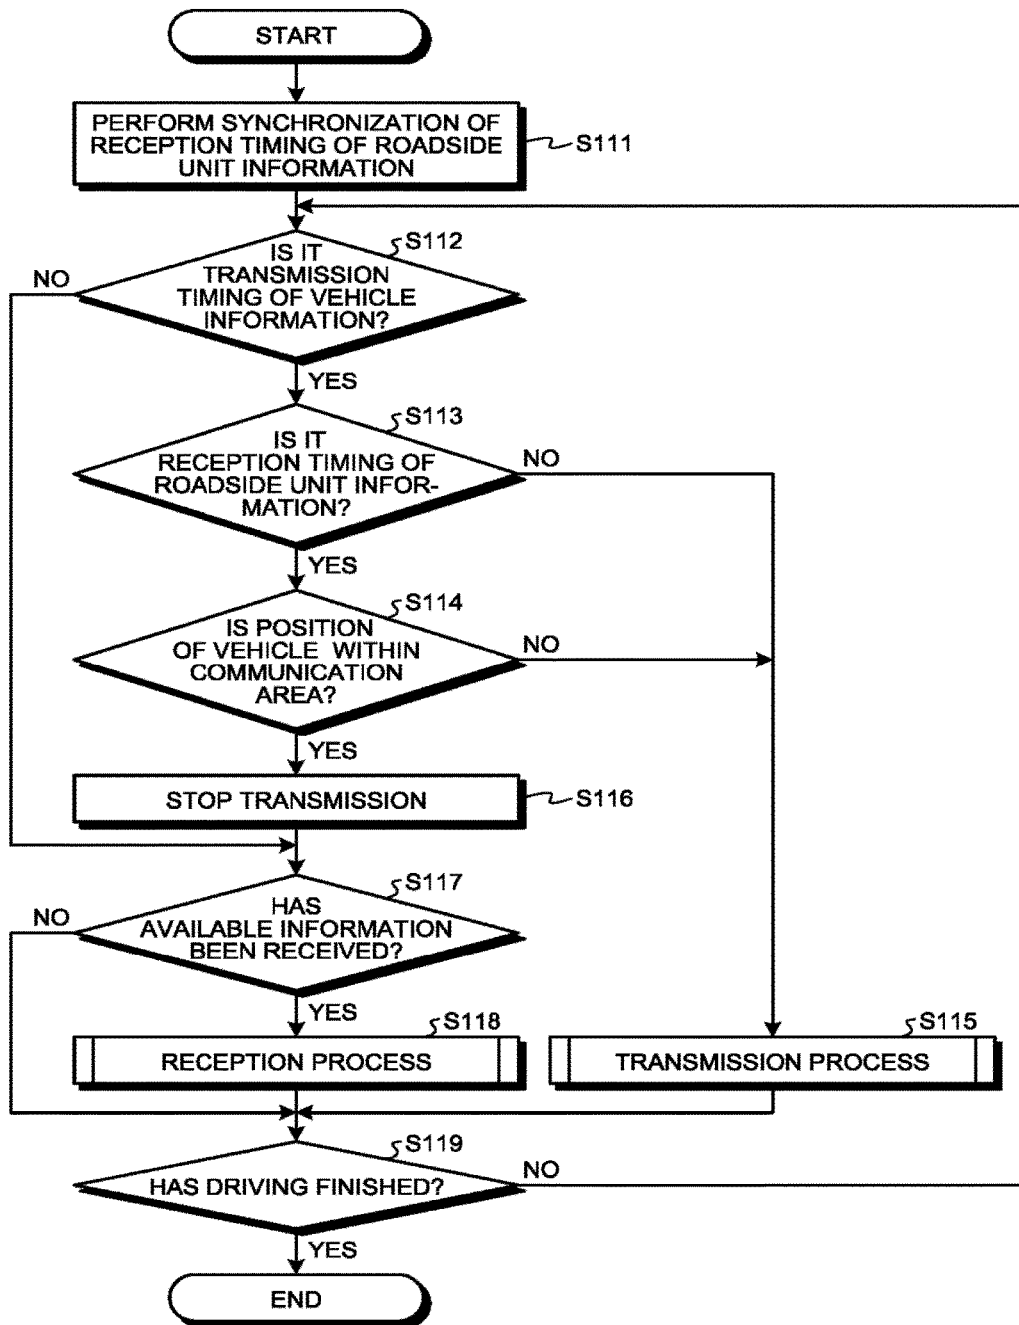 START
PERFORM SYNCHRONIZATION OF
RECEPTION TIMING OF ROADSIDE
UNIT INFORMATION
S111
S112
IS IT
TRANSMISSION
TIMING OF VEHICLE
INFORMATION?
NO
YES
S113
IS IT
RECEPTION TIMING OF
ROADSIDE UNIT INFOR-
MATION?
NO
YES
S114
IS POSITION
OF VEHICLE WITHIN
COMMUNICATION
AREA?
NO
YES
STOP TRANSMISSION
S116
S117
HAS
AVAILABLE INFORMATION
BEEN RECEIVED?
NO
YES
S118
RECEPTION PROCESS
S115
TRANSMISSION PROCESS
S119
HAS DRIVING FINISHED?
NO
YES
END